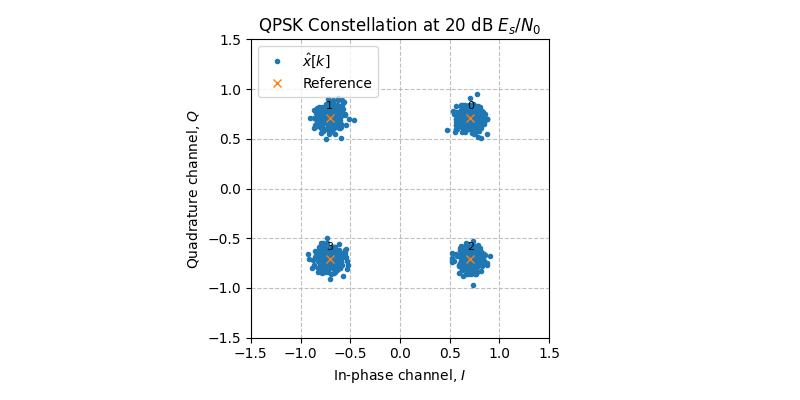 QPSK Constellation at 20 dB $E_s/N_0$
1.5
1.0
0.5
0.0
−0.5
−1.0
−1.5
Quadrature channel, Q
x̂[k]
Reference
1
0
3
2
−1.5 −1.0 −0.5 0.0 0.5 1.0 1.5
In-phase channel, I